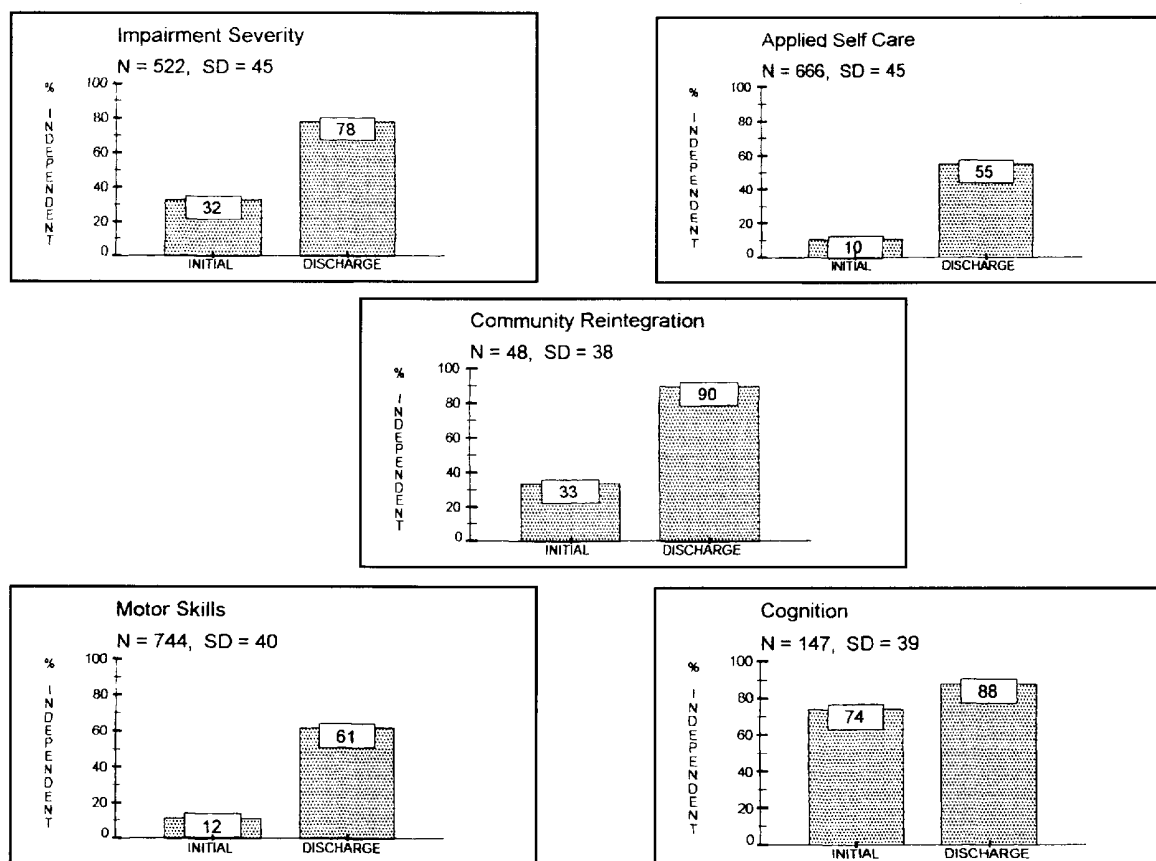 Impairment Severity
N = 522, SD = 45
% INDEPENDENT
100
80
60
40
20
0
32
78
INITIAL
DISCHARGE
Applied Self Care
N = 666, SD = 45
% INDEPENDENT
100
80
60
40
20
0
10
55
INITIAL
DISCHARGE
Community Reintegration
N = 48, SD = 38
% INDEPENDENT
100
80
60
40
20
0
33
90
INITIAL
DISCHARGE
Motor Skills
N = 744, SD = 40
% INDEPENDENT
100
80
60
40
20
0
12
61
INITIAL
DISCHARGE
Cognition
N = 147, SD = 39
% INDEPENDENT
100
80
60
40
20
0
74
88
INITIAL
DISCHARGE